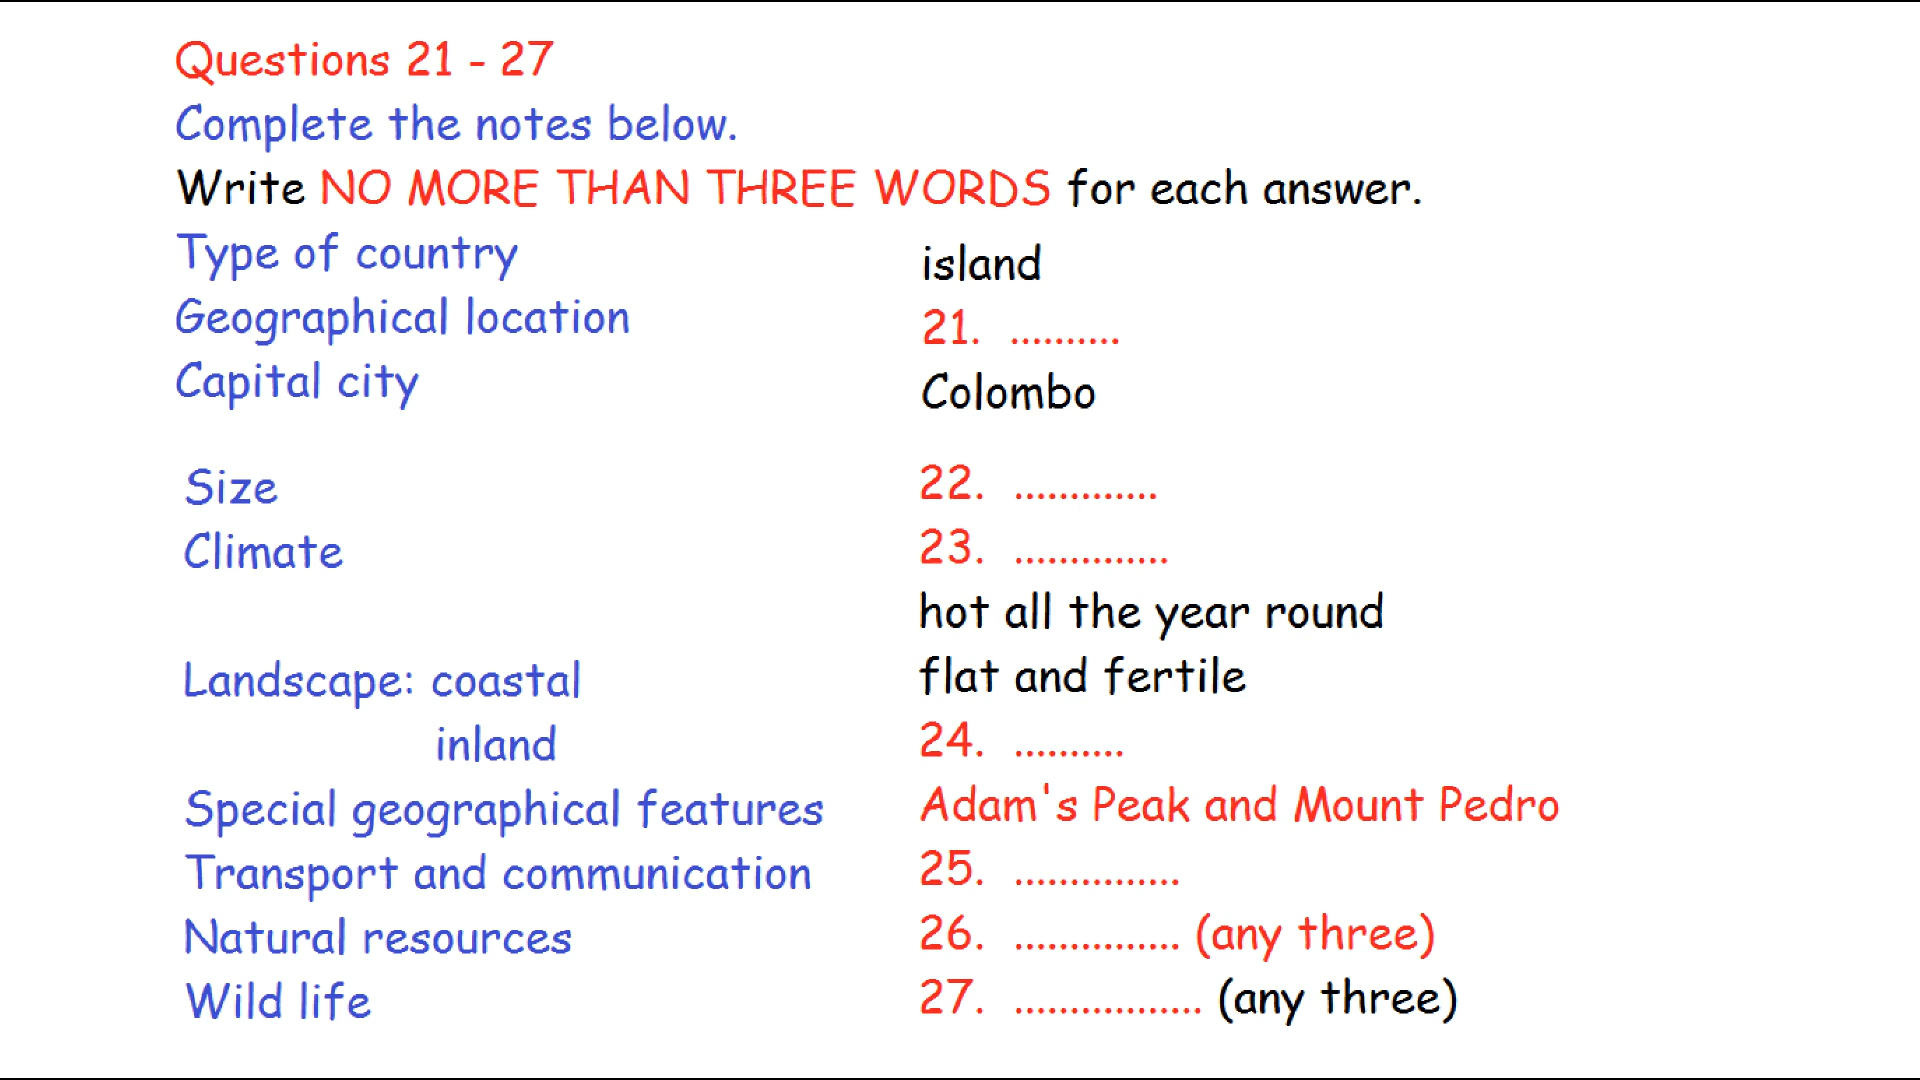 Questions 21 - 27
Complete the notes below.
Write NO MORE THAN THREE WORDS for each answer.
Type of country island
Geographical location 21. ..........
Capital city Colombo
Size 22. .............
Climate 23. ..............
hot all the year round
Landscape: coastal flat and fertile
inland 24. ..........
Special geographical features Adam's Peak and Mount Pedro
Transport and communication 25. ...............
Natural resources 26. ............... (any three)
Wild life 27. ................. (any three)